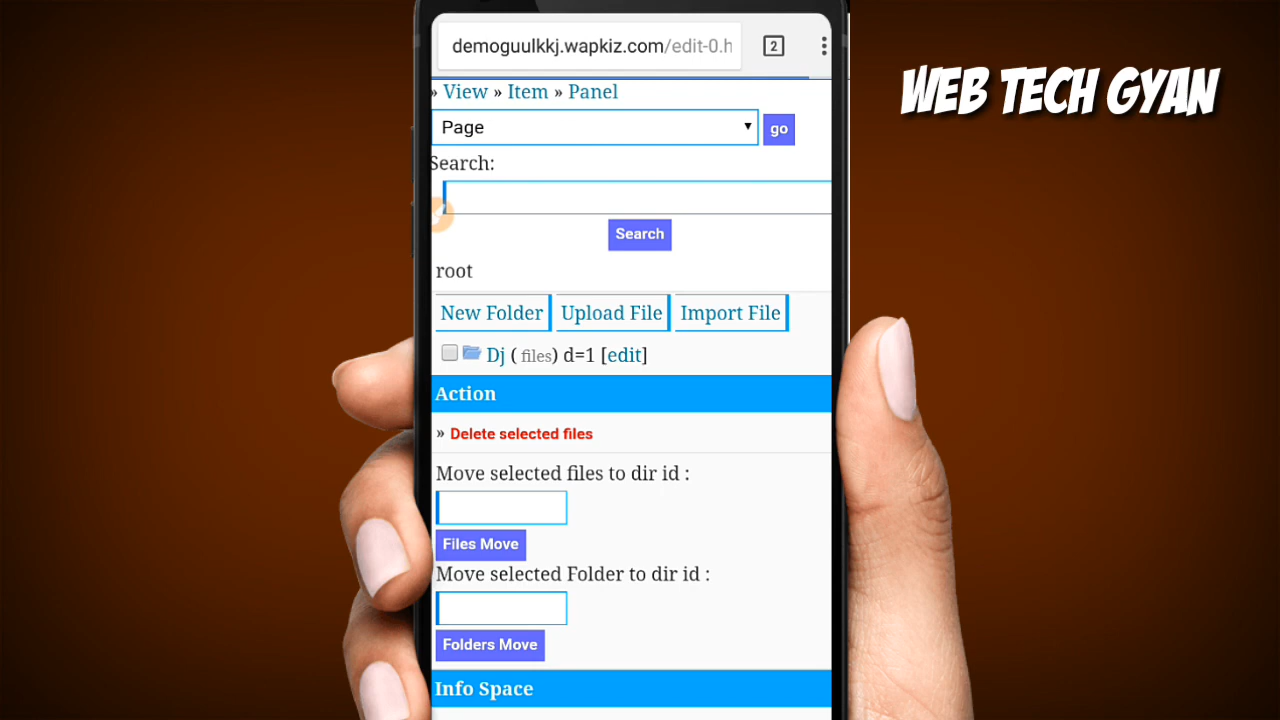 demoguulkkj.wapkiz.com/edit-0.h
2
WEB TECH GYAN
» View » Item » Panel
Page
go
Search:
Search
root
New Folder Upload File Import File
Dj ( files) d=1 [edit]
Action
» Delete selected files
Move selected files to dir id :
Files Move
Move selected Folder to dir id :
Folders Move
Info Space